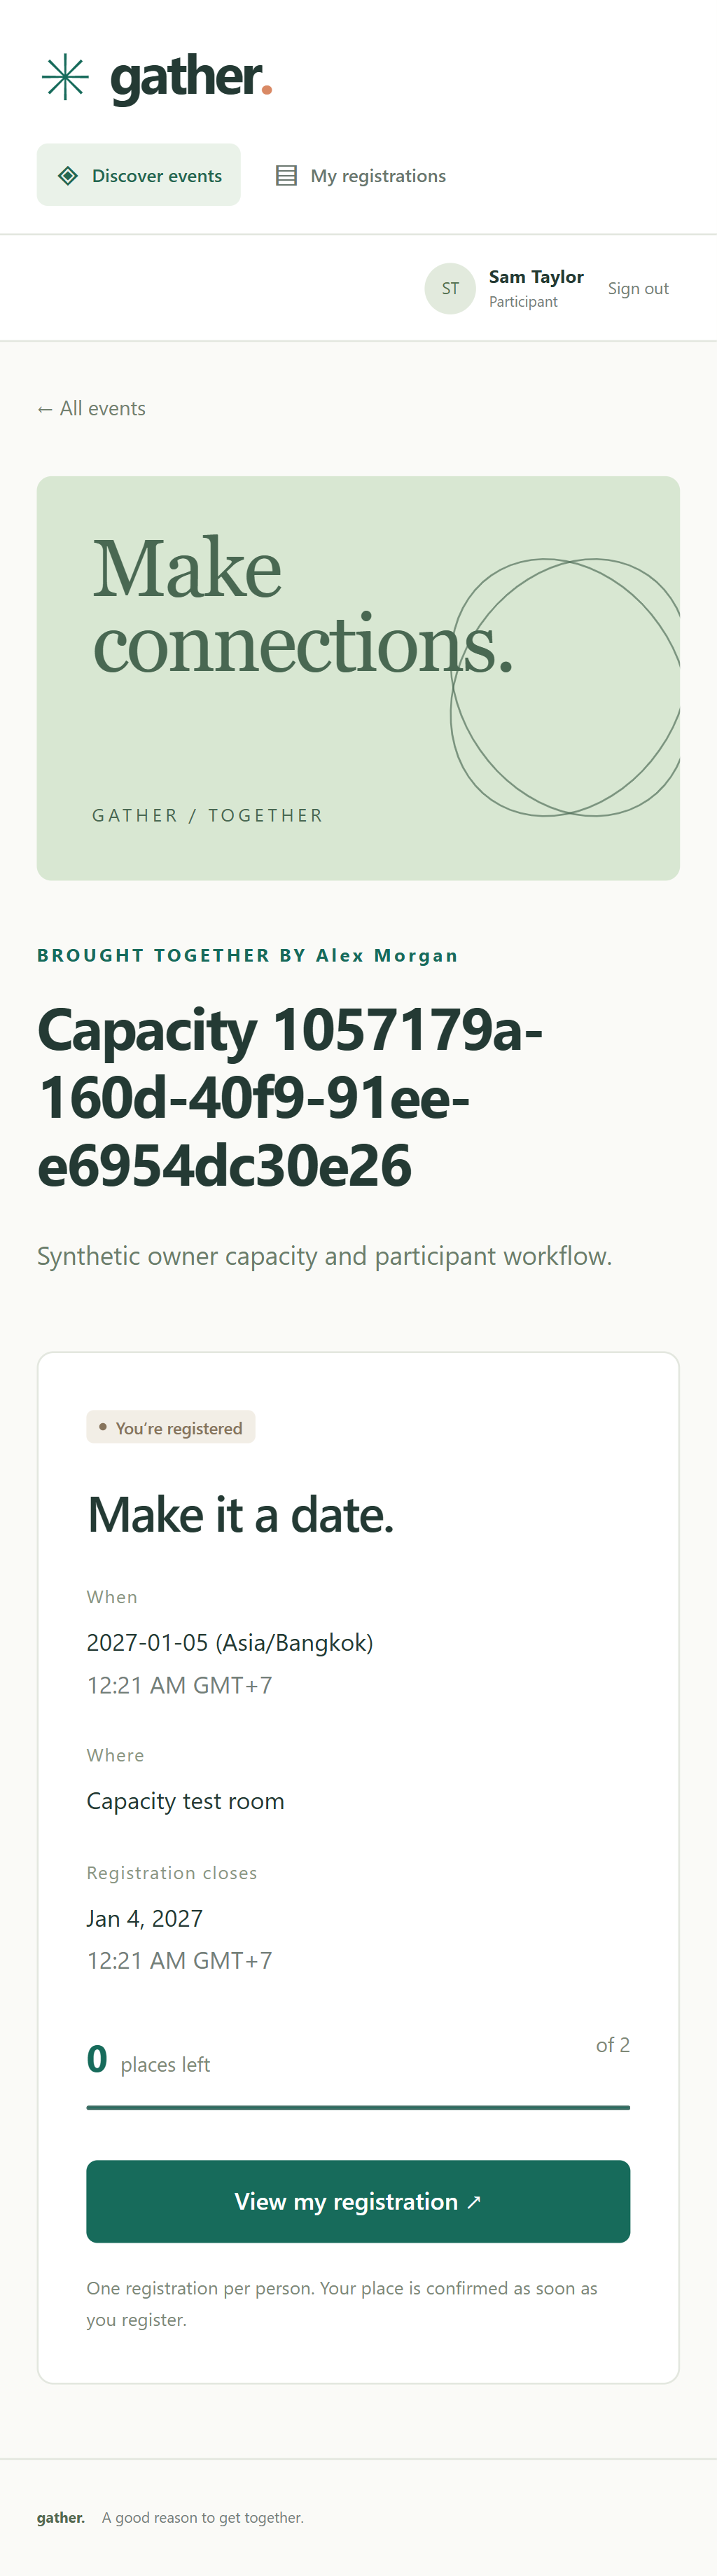 gather.
Discover events
My registrations
ST
Sam Taylor
Participant
Sign out
← All events
Make
connections.
GATHER / TOGETHER
BROUGHT TOGETHER BY Alex Morgan
Capacity 1057179a-
160d-40f9-91ee-
e6954dc30e26
Synthetic owner capacity and participant workflow.
You're registered
Make it a date.
When
2027-01-05 (Asia/Bangkok)
12:21 AM GMT+7
Where
Capacity test room
Registration closes
Jan 4, 2027
12:21 AM GMT+7
0 places left
of 2
View my registration ↗
One registration per person. Your place is confirmed as soon as
you register.
gather. A good reason to get together.